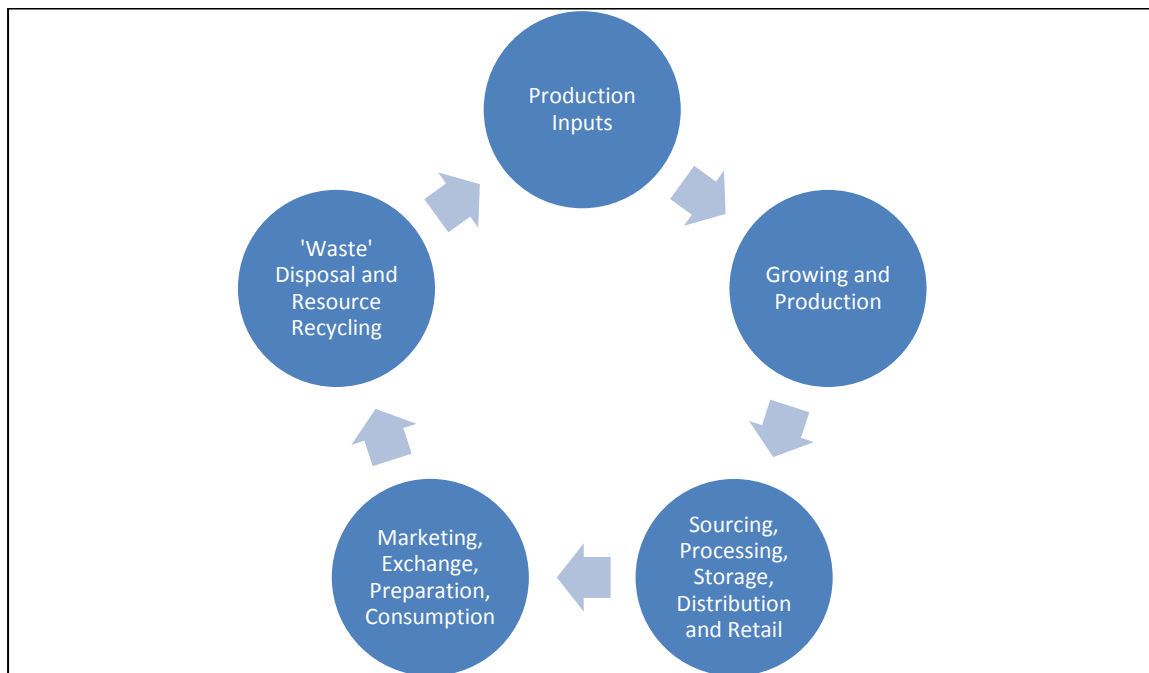 Production
Inputs
Growing and
Production
Sourcing,
Processing,
Storage,
Distribution
and Retail
Marketing,
Exchange,
Preparation,
Consumption
'Waste'
Disposal and
Resource
Recycling